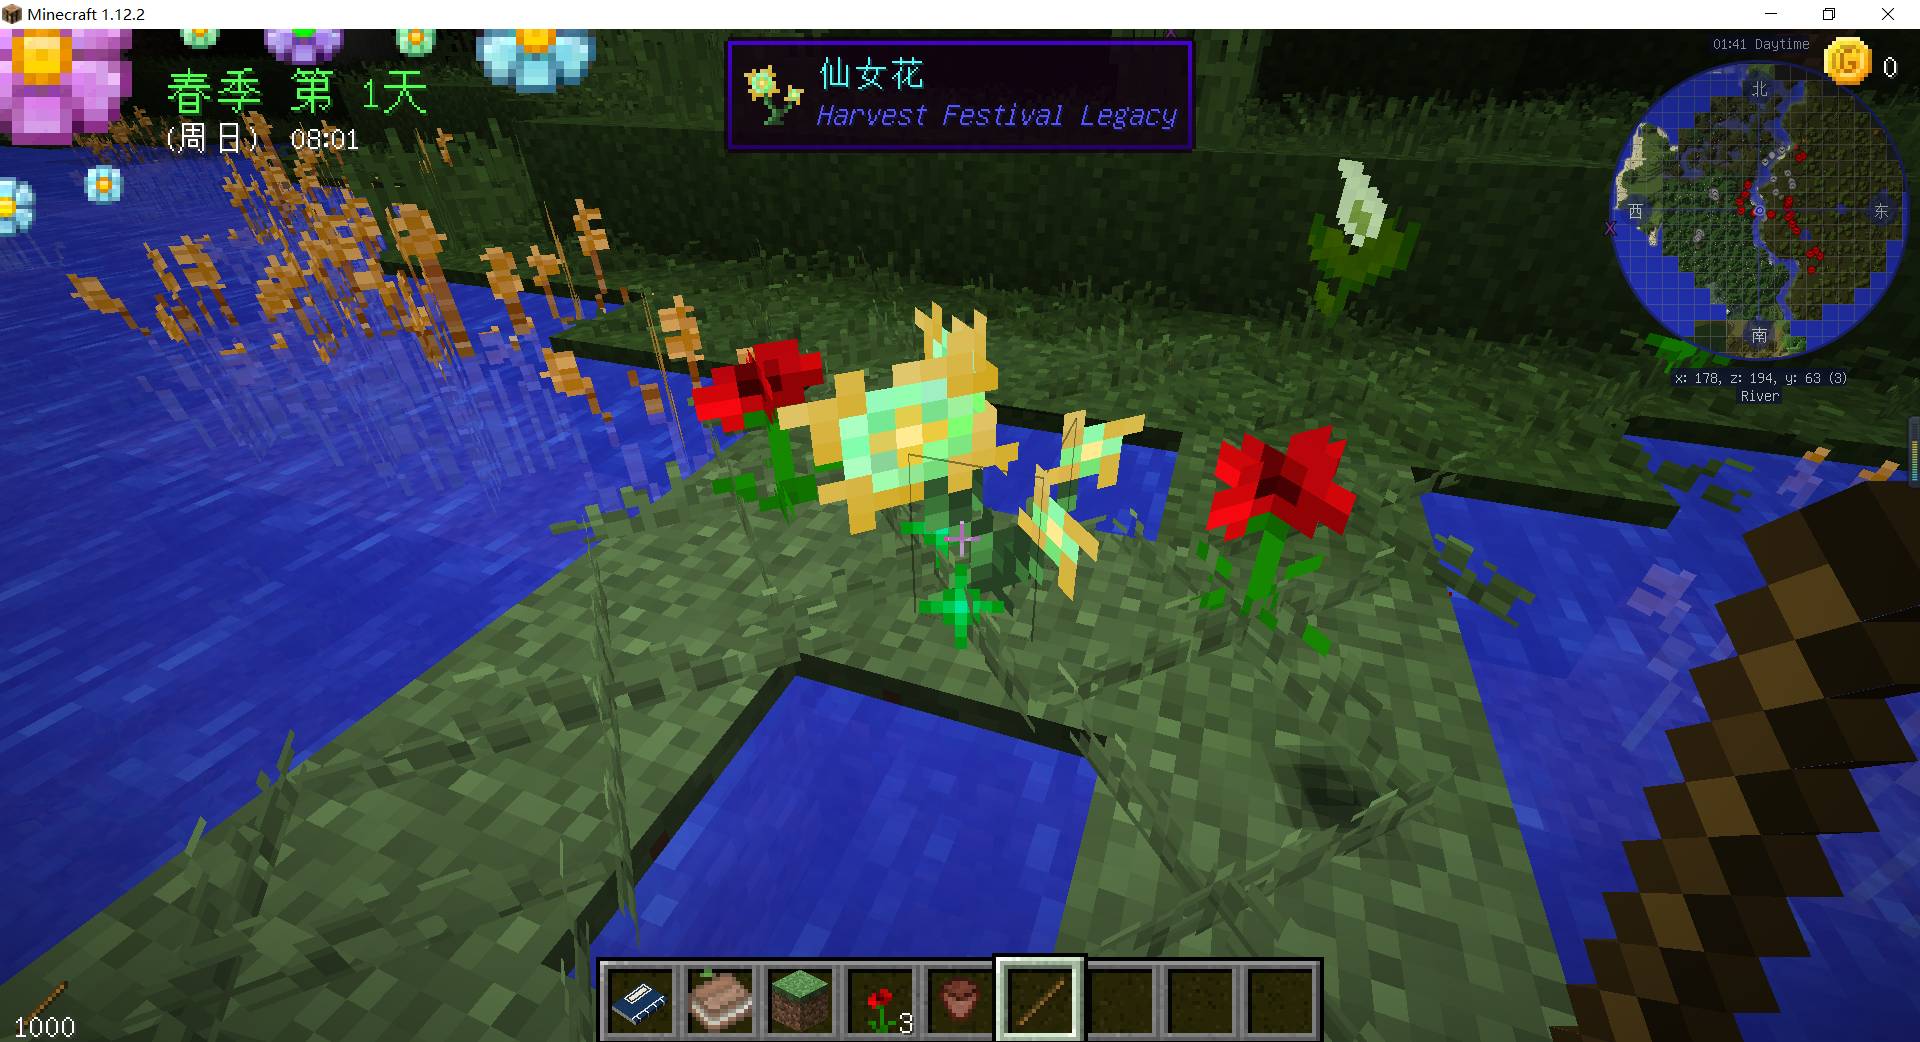 Minecraft 1.12.2
春季 第 1天
(周日) 08:01
仙女花
Harvest Festival Legacy
01:41 Daytime
G
0
北
西
东
南
x: 178, z: 194, y: 63 (3)
River
3
1000